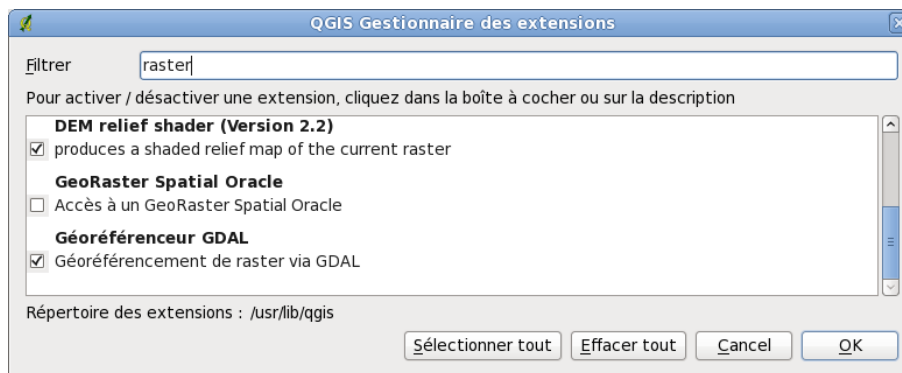 QGIS Gestionnaire des extensions
Filtrer raster
Pour activer / désactiver une extension, cliquez dans la boîte à cocher ou sur la description
DEM relief shader (Version 2.2)
produces a shaded relief map of the current raster
GeoRaster Spatial Oracle
Accès à un GeoRaster Spatial Oracle
Géoréférenceur GDAL
Géoréférencement de raster via GDAL
Répertoire des extensions : /usr/lib/qgis
Sélectionner tout Effacer tout Cancel OK